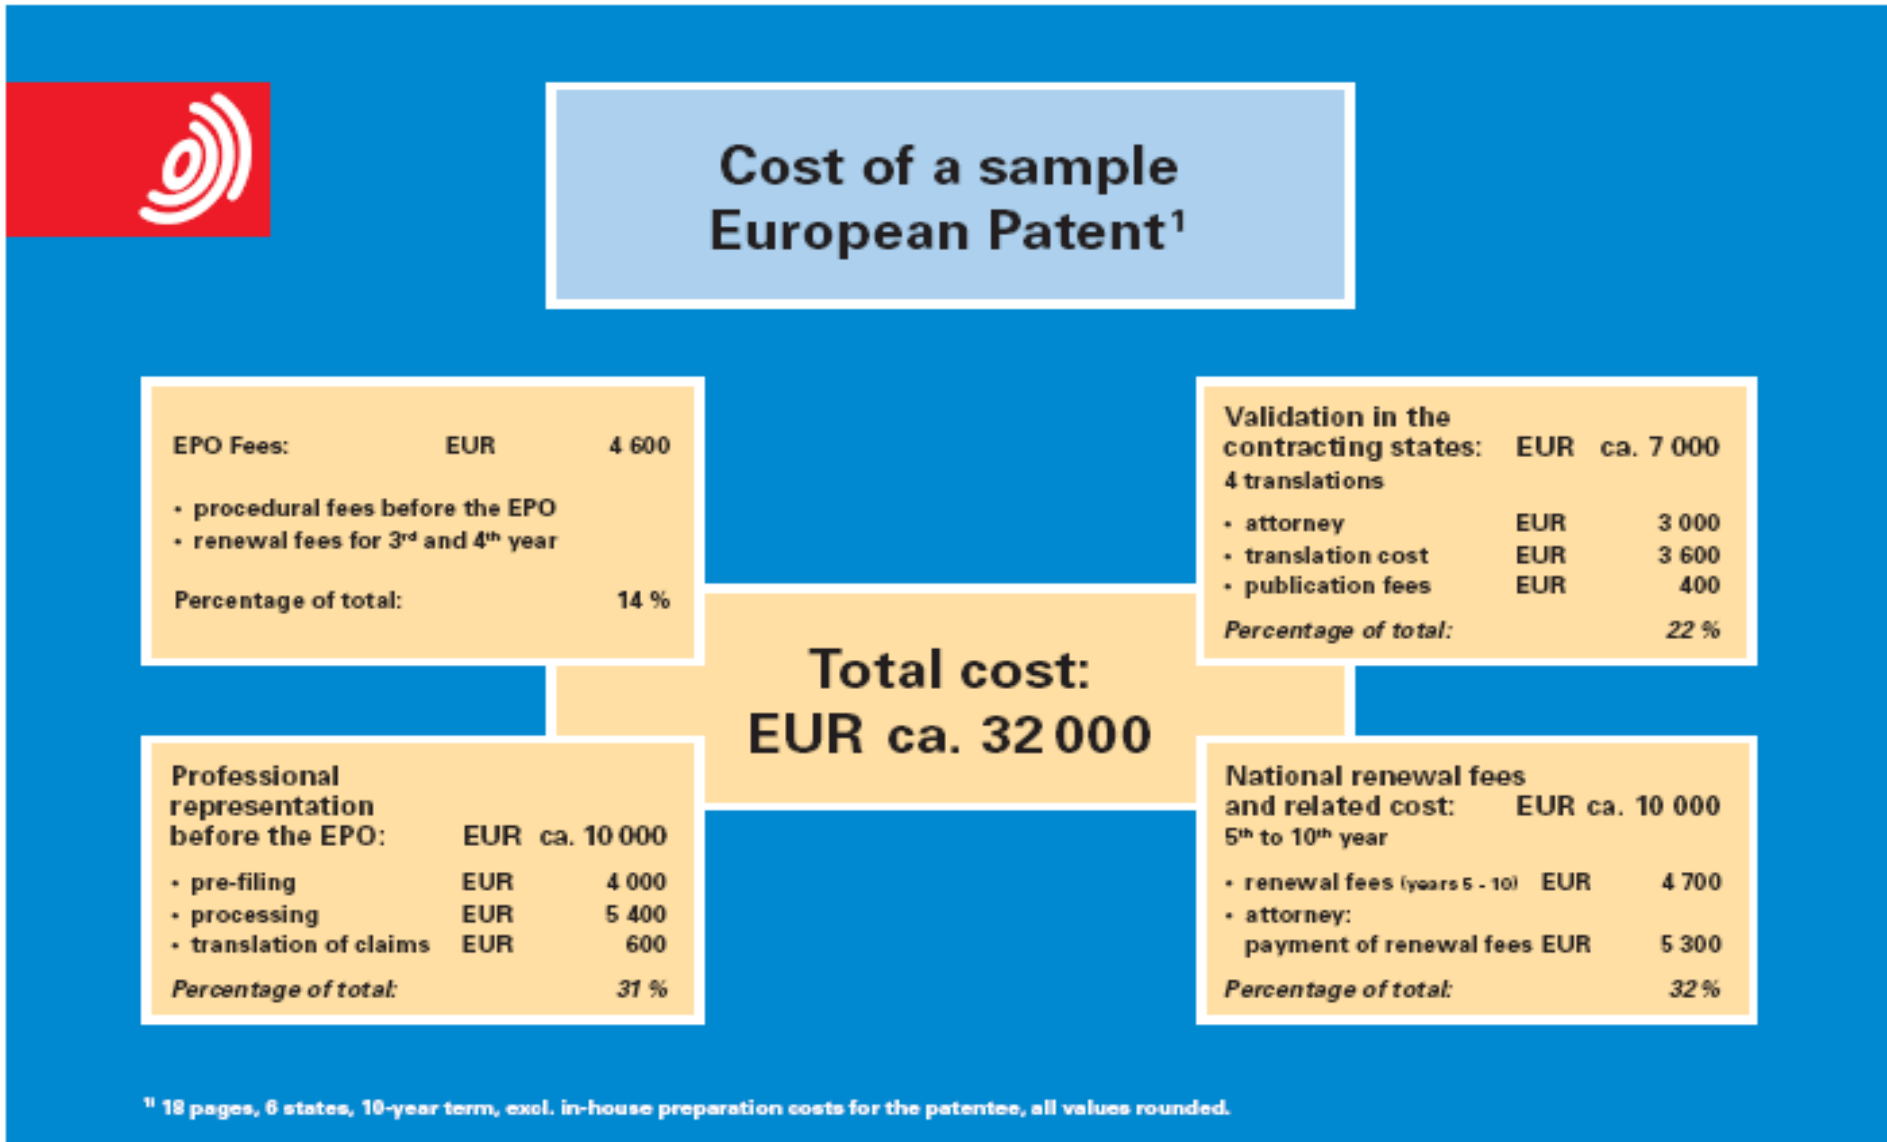 Cost of a sample
European Patent¹
EPO Fees: EUR 4 600
• procedural fees before the EPO
• renewal fees for 3rd and 4th year
Percentage of total: 14 %
Validation in the
contracting states: EUR ca. 7 000
4 translations
• attorney EUR 3 000
• translation cost EUR 3 600
• publication fees EUR 400
Percentage of total: 22 %
Total cost:
EUR ca. 32 000
Professional
representation
before the EPO: EUR ca. 10 000
• pre-filing EUR 4 000
• processing EUR 5 400
• translation of claims EUR 600
Percentage of total: 31 %
National renewal fees
and related cost: EUR ca. 10 000
5th to 10th year
• renewal fees (years 5 - 10) EUR 4 700
• attorney:
payment of renewal fees EUR 5 300
Percentage of total: 32 %
1) 18 pages, 6 states, 10-year term, excl. in-house preparation costs for the patentee, all values rounded.